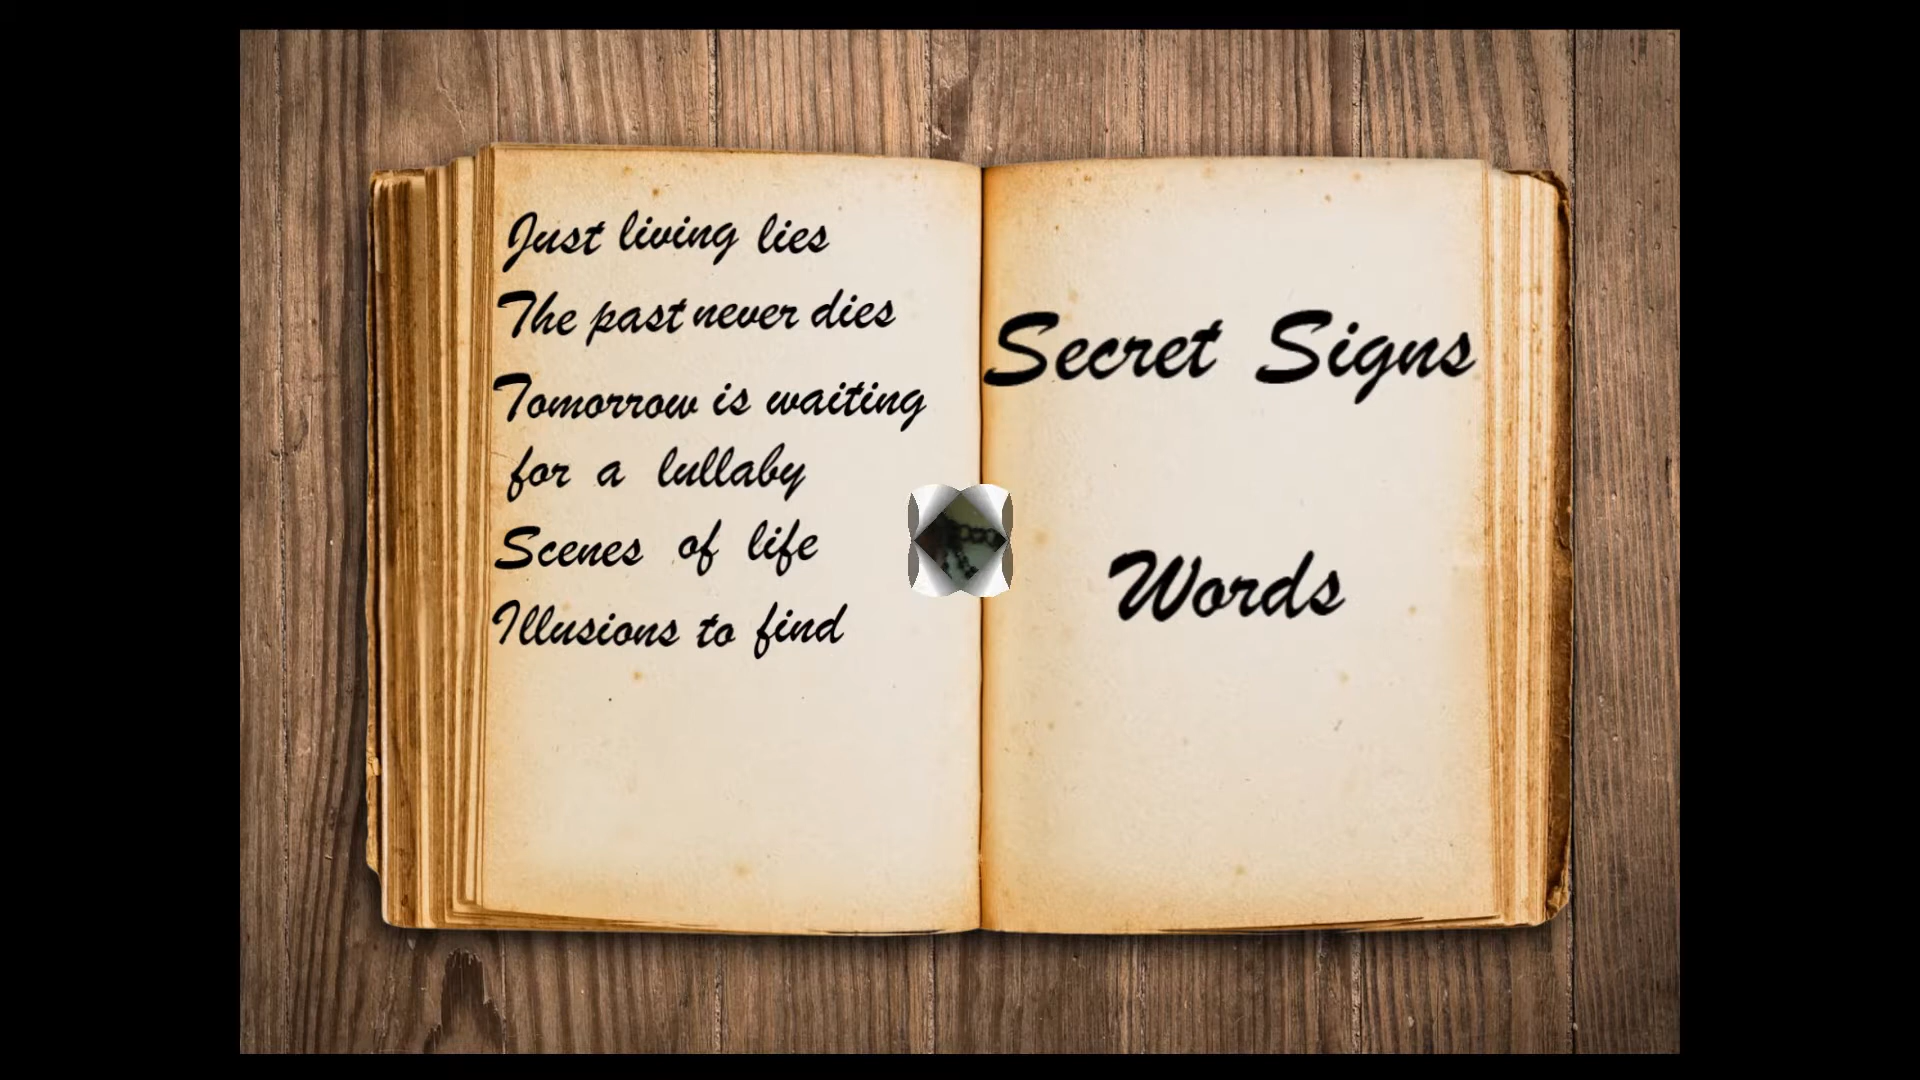 Just living lies
The past never dies
Tomorrow is waiting
for a lullaby
Scenes of life
Illusions to find
Secret Signs
Words